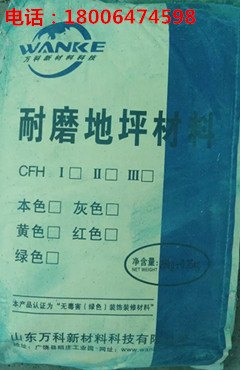 电话：18006474598
WANKE
万科新材料科技
耐磨地坪材料
CFH Ⅰ□ Ⅱ□ Ⅲ□
本色□ 灰色□
黄色□ 红色□
绿色□
净含量:
NET WEIGHT
本产品认证为“无毒害(绿色)装饰装修材料”
山东万科新材料科技有限